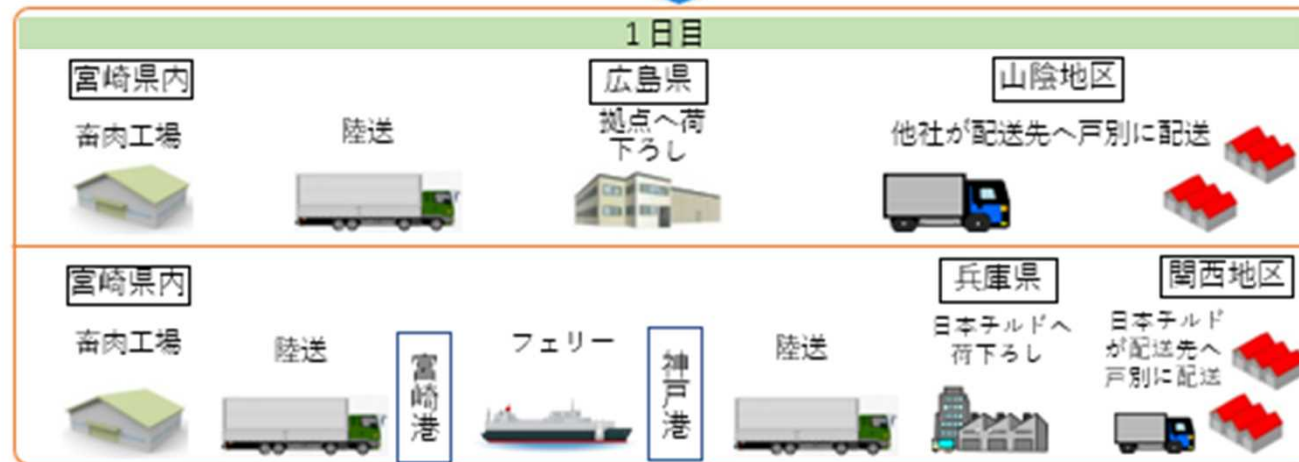 1日目
宮崎県内
広島県
山陰地区
畜肉工場
陸送
拠点へ荷
下ろし
他社が配送先へ戸別に配送
宮崎県内
兵庫県
関西地区
畜肉工場
陸送
宮崎港
フェリー
神戸港
陸送
日本チルドへ
荷下ろし
日本チルド
が配送先へ
戸別に配送